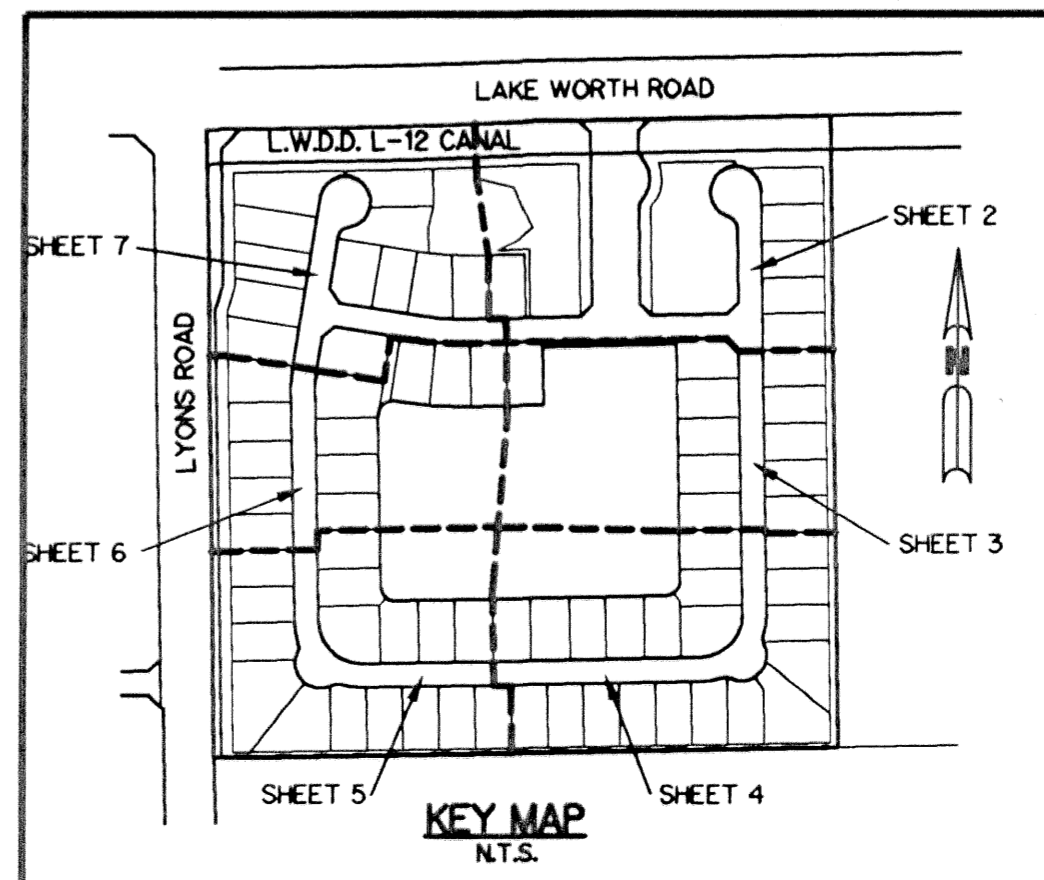 LAKE WORTH ROAD
L.W.D.D. L-12 CANAL
SHEET 2
SHEET 7
N
LYONS ROAD
SHEET 6
SHEET 3
SHEET 5
SHEET 4
KEY MAP
N.T.S.